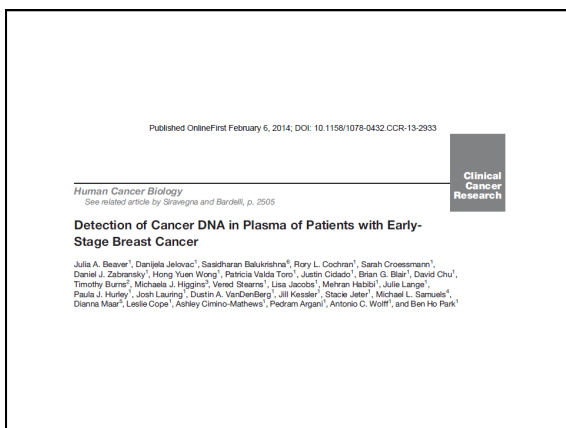 Published OnlineFirst February 6, 2014; DOI: 10.1158/1078-0432.CCR-13-2933
Clinical
Cancer
Research
Human Cancer Biology
See related article by Siravegna and Bardelli, p. 2505
Detection of Cancer DNA in Plasma of Patients with Early-
Stage Breast Cancer
Julia A. Beaver1, Danijela Jelovac1, Sasidharan Balukrishna6, Rory L. Cochran1, Sarah Croessmann1,
Daniel J. Zabransky1, Hong Yuen Wong1, Patricia Valda Toro1, Justin Cidado1, Brian G. Blair1, David Chu1,
Timothy Burns2, Michaela J. Higgins3, Vered Stearns1, Lisa Jacobs1, Mehran Habibi1, Julie Lange1,
Paula J. Hurley1, Josh Lauring1, Dustin A. VanDenBerg1, Jill Kessler1, Stacie Jeter1, Michael L. Samuels4,
Dianna Maar5, Leslie Cope1, Ashley Cimino-Mathews1, Pedram Argani1, Antonio C. Wolff1, and Ben Ho Park1